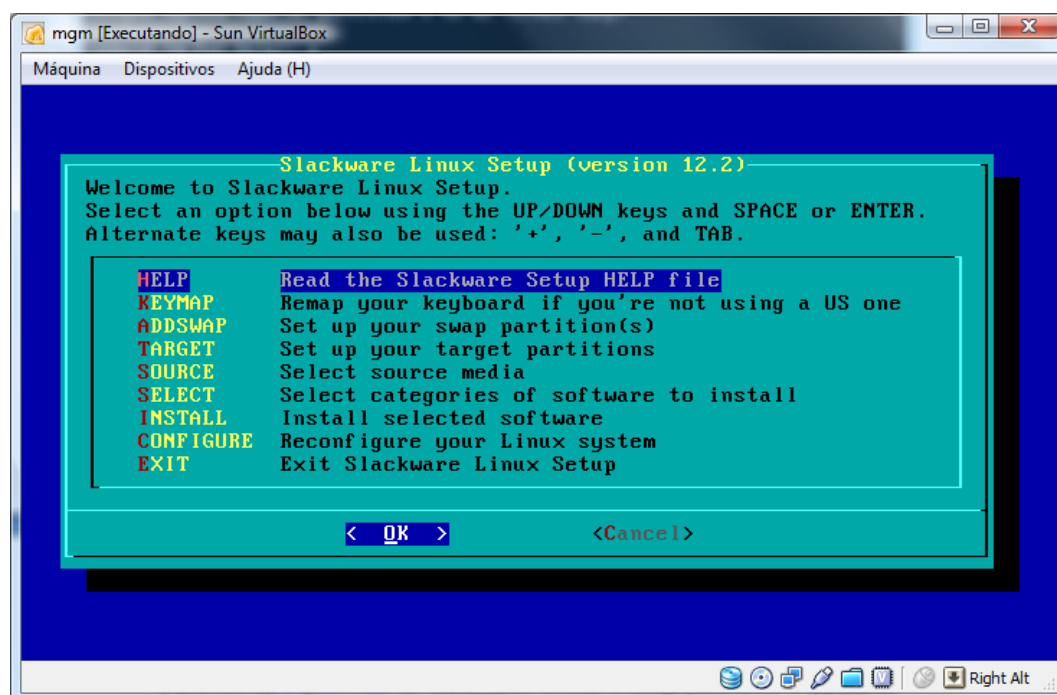 mgm [Executando] - Sun VirtualBox
Máquina Dispositivos Ajuda (H)
Slackware Linux Setup (version 12.2)
Welcome to Slackware Linux Setup.
Select an option below using the UP/DOWN keys and SPACE or ENTER.
Alternate keys may also be used: '+', '-', and TAB.
HELP Read the Slackware Setup HELP file
KEYMAP Remap your keyboard if you're not using a US one
ADDSWAP Set up your swap partition(s)
TARGET Set up your target partitions
SOURCE Select source media
SELECT Select categories of software to install
INSTALL Install selected software
CONFIGURE Reconfigure your Linux system
EXIT Exit Slackware Linux Setup
< OK > <Cancel>
Right Alt